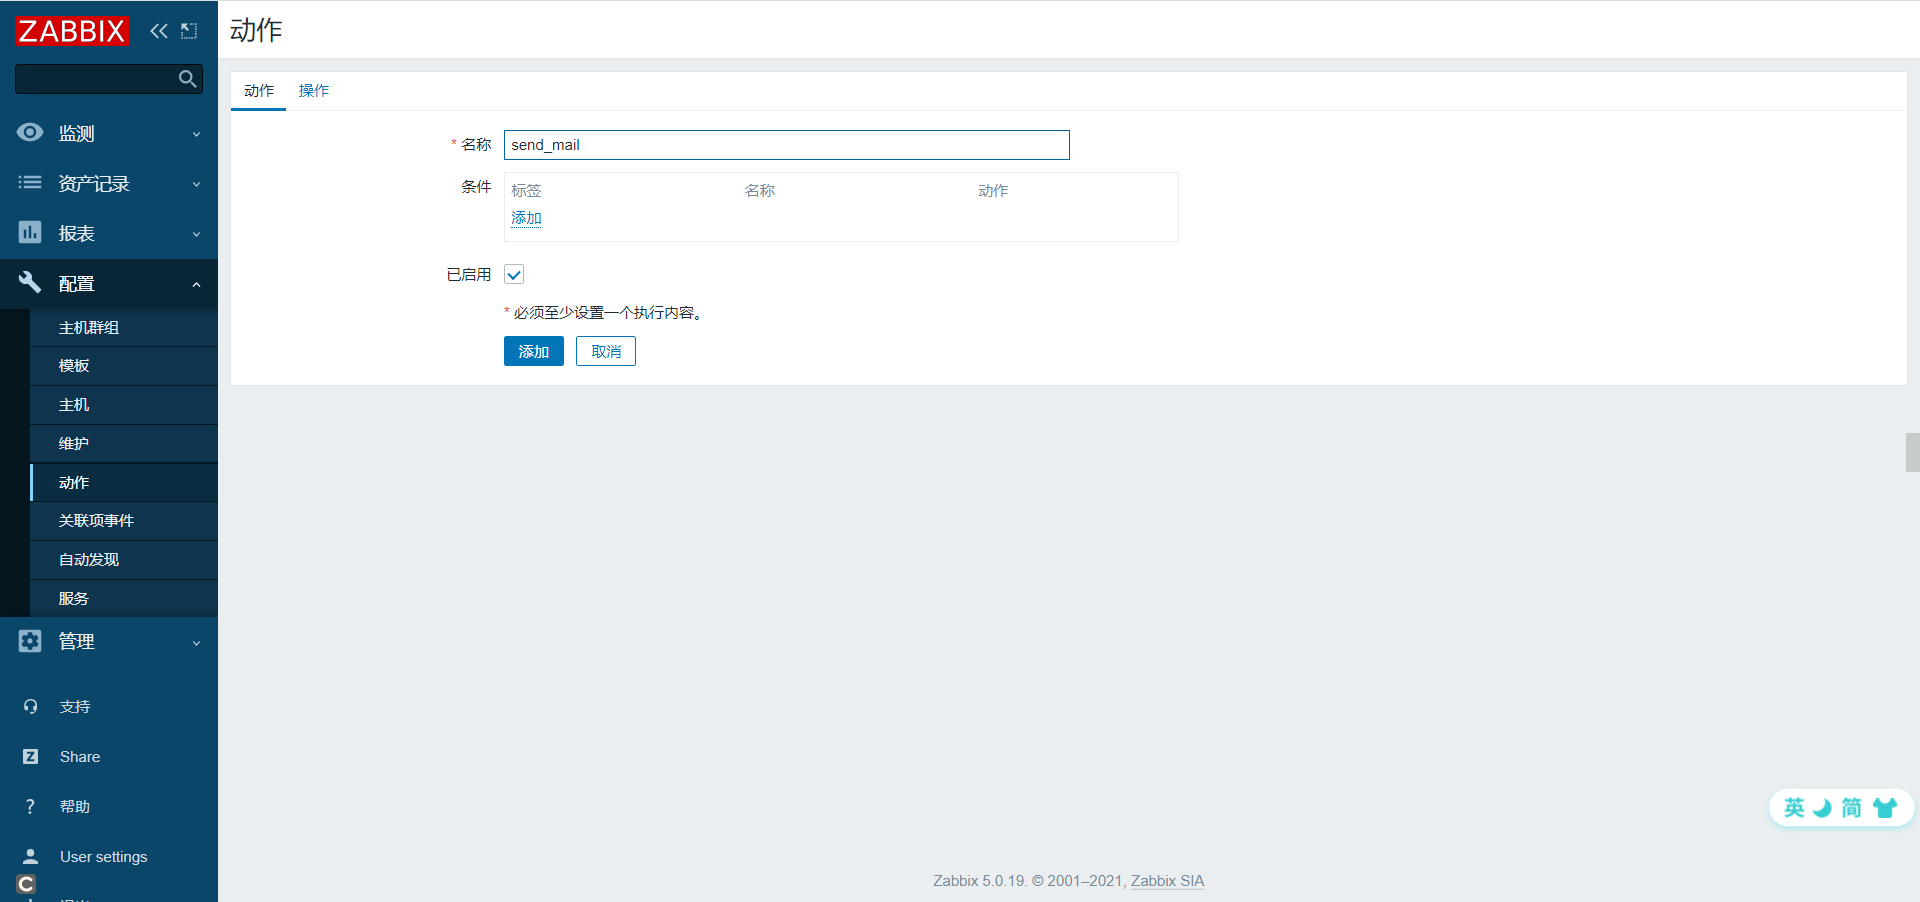 ZABBIX
监测
资产记录
报表
配置
主机群组
模板
主机
维护
动作
关联项事件
自动发现
服务
管理
支持
Share
帮助
User settings
动作
动作 操作
* 名称 send_mail
条件 标签 名称 动作
添加
已启用
* 必须至少设置一个执行内容。
添加 取消
英 简
Zabbix 5.0.19. © 2001–2021, Zabbix SIA